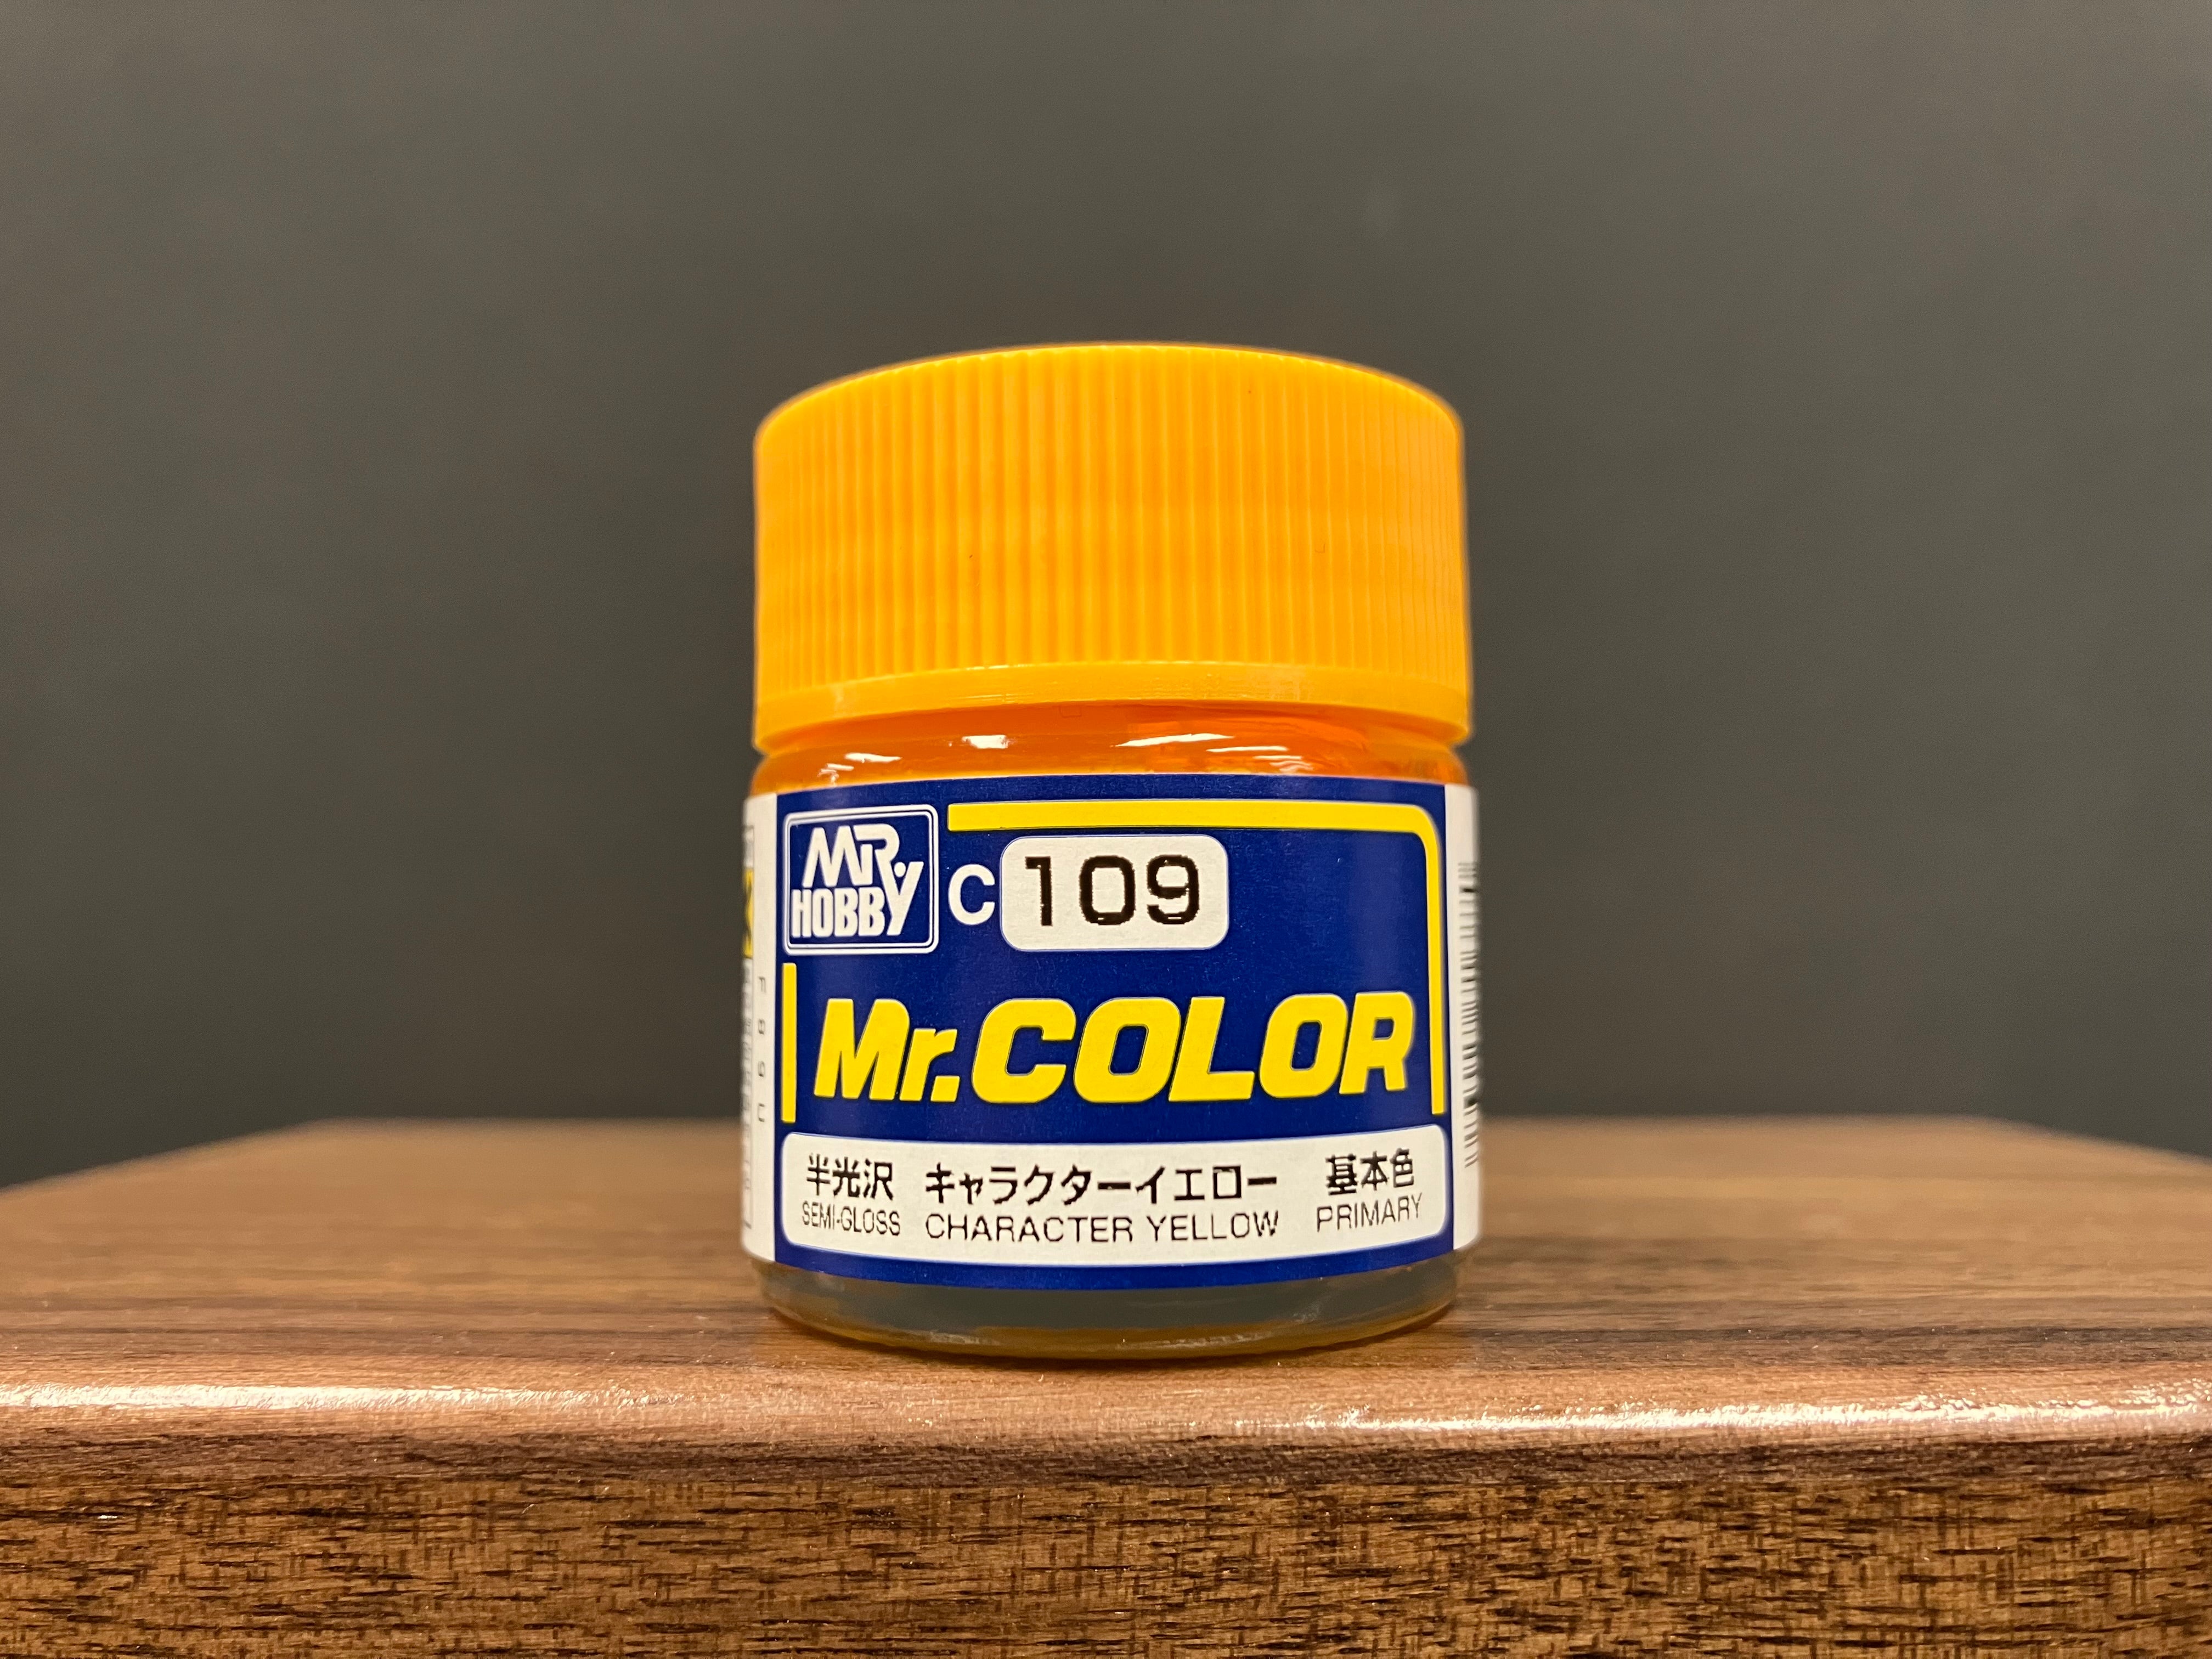 MR. HOBBY
C 109
Mr.COLOR
半光沢 キャラクターイエロー 基本色
SEMI-GLOSS CHARACTER YELLOW PRIMARY